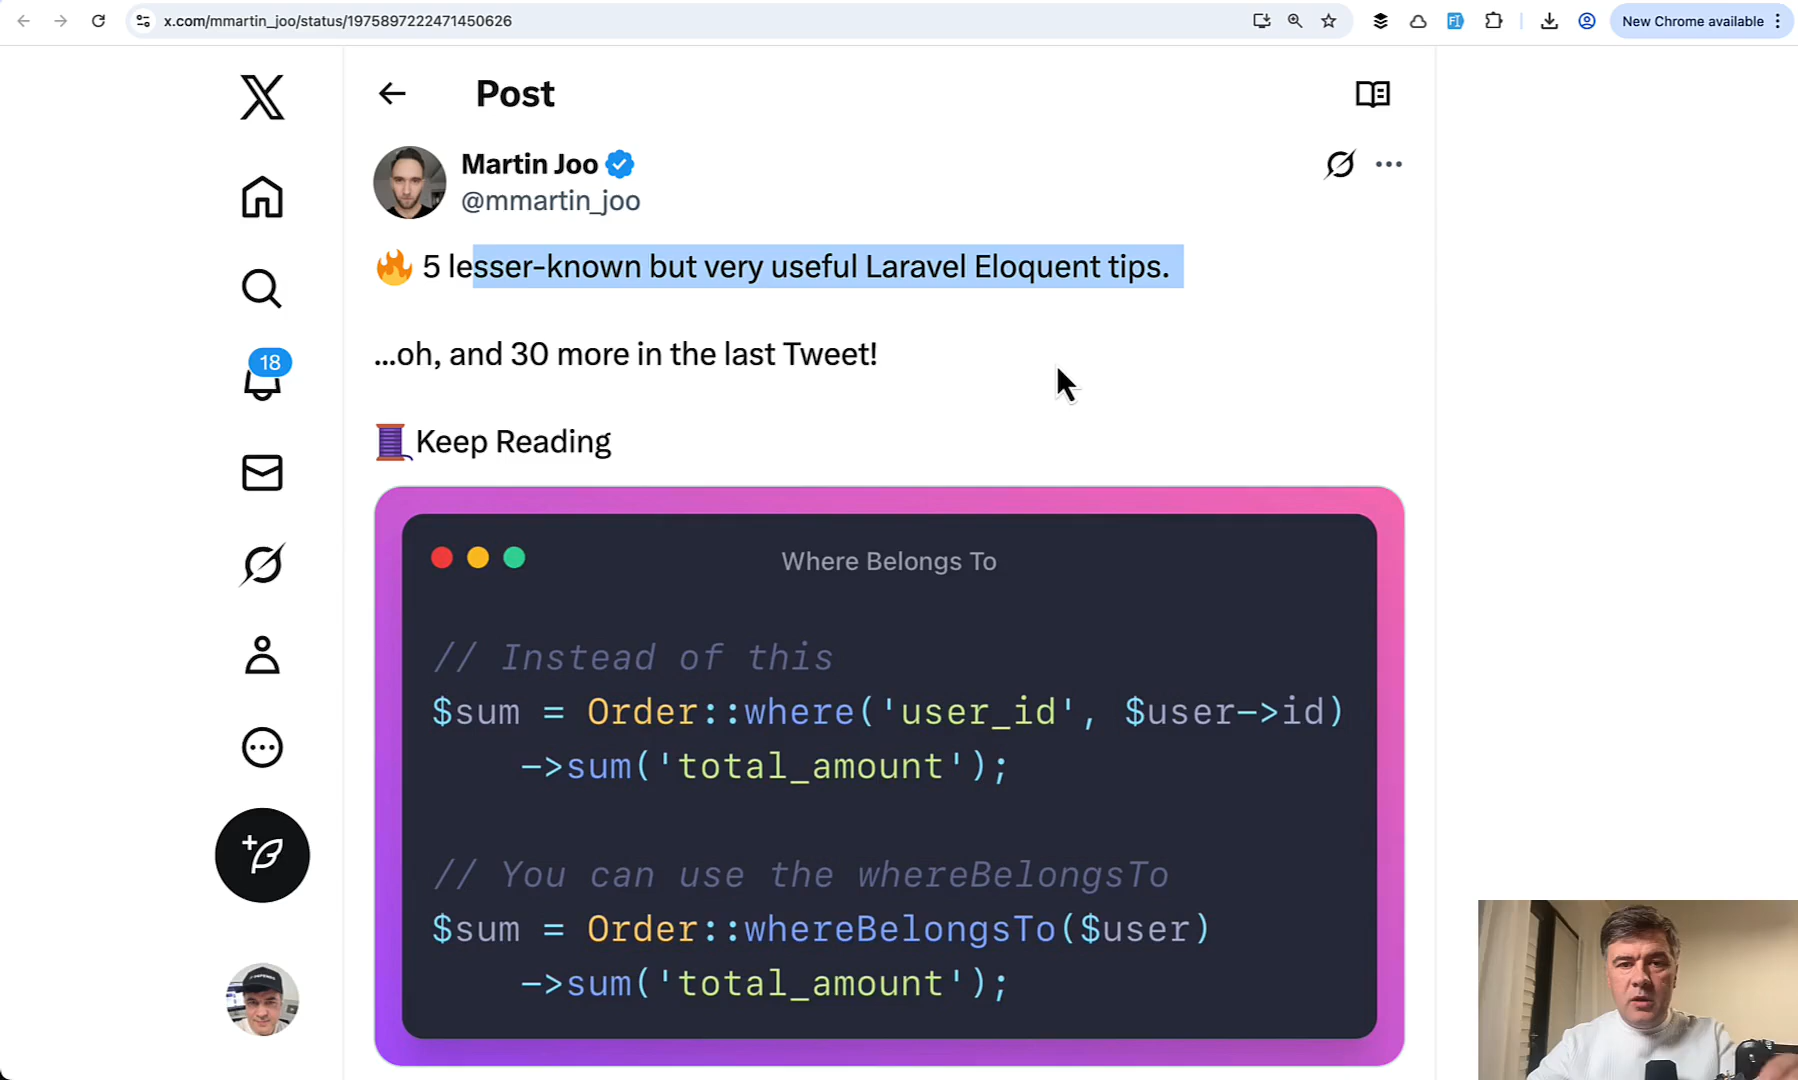 x.com/mmartin_joo/status/1975897222471450626
New Chrome available
Post
Martin Joo
@mmartin_joo
🔥 5 lesser-known but very useful Laravel Eloquent tips.
...oh, and 30 more in the last Tweet!
🧵Keep Reading
18
Where Belongs To
// Instead of this
$sum = Order::where('user_id', $user->id)
->sum('total_amount');
// You can use the whereBelongsTo
$sum = Order::whereBelongsTo($user)
->sum('total_amount');